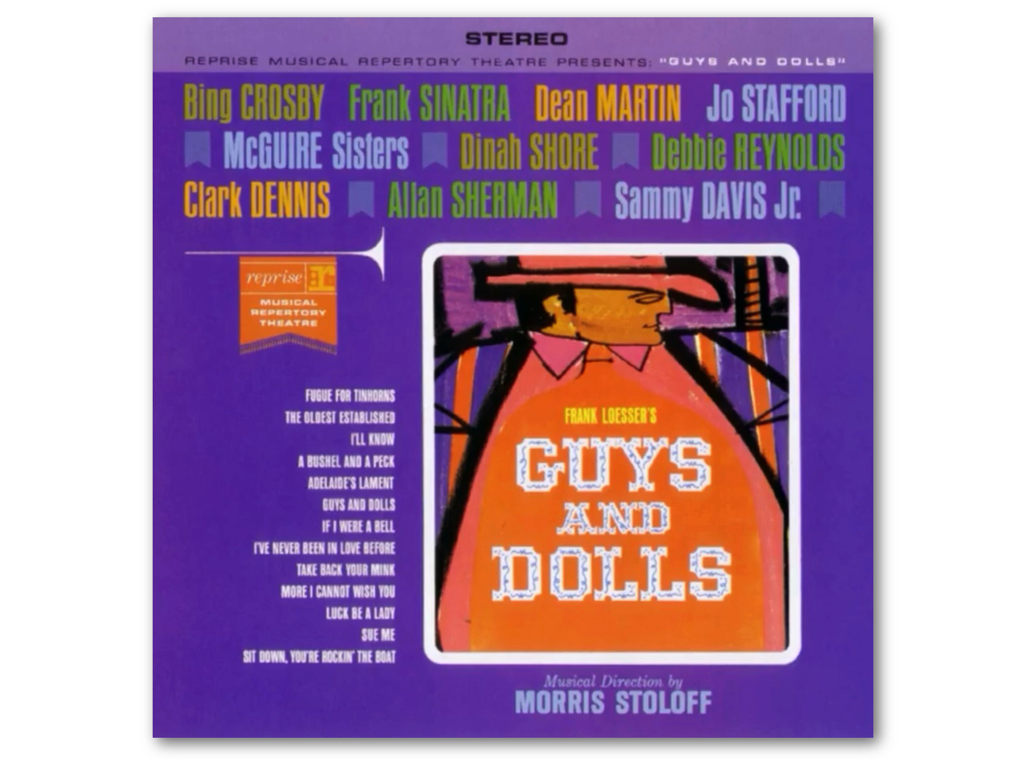 STEREO
REPRISE MUSICAL REPERTORY THEATRE PRESENTS: "GUYS AND DOLLS"
Bing CROSBY Frank SINATRA Dean MARTIN Jo STAFFORD
McGUIRE Sisters Dinah SHORE Debbie REYNOLDS
Clark DENNIS Allan SHERMAN Sammy DAVIS Jr.
reprise
MUSICAL
REPERTORY
THEATRE
FUGUE FOR TINHORNS
THE OLDEST ESTABLISHED
I'LL KNOW
A BUSHEL AND A PECK
ADELAIDE'S LAMENT
GUYS AND DOLLS
IF I WERE A BELL
I'VE NEVER BEEN IN LOVE BEFORE
TAKE BACK YOUR MINK
MORE I CANNOT WISH YOU
LUCK BE A LADY
SUE ME
SIT DOWN, YOU'RE ROCKIN' THE BOAT
FRANK LOESSER'S
GUYS
AND
DOLLS
Musical Direction by
MORRIS STOLOFF